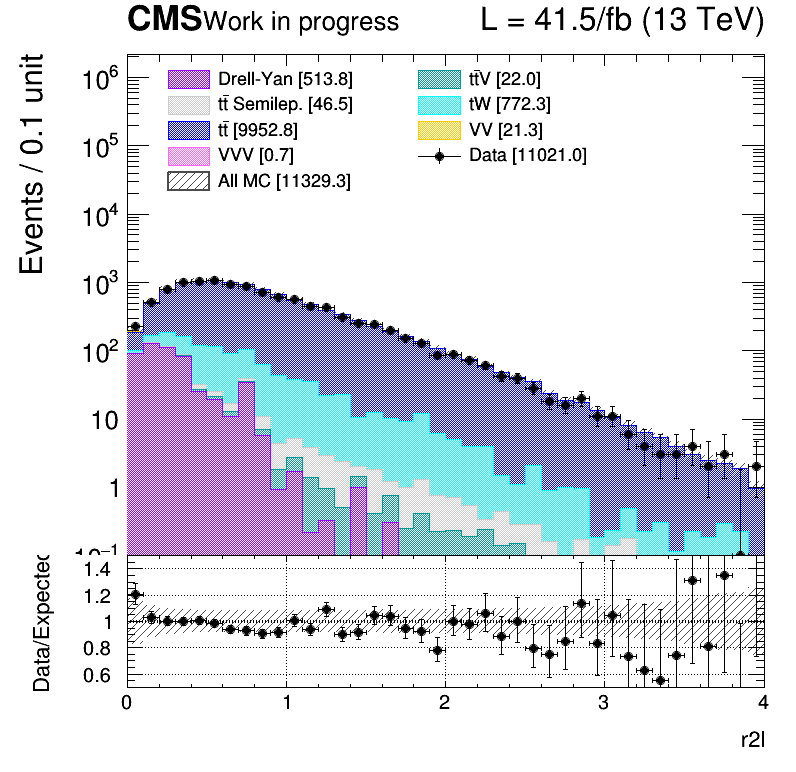 CMS Work in progress L = 41.5/fb (13 TeV)
Events / 0.1 unit
Drell-Yan [513.8] tt̄V [22.0]
tt̄ Semilep. [46.5] tW [772.3]
tt̄ [9952.8] VV [21.3]
VVV [0.7] Data [11021.0]
All MC [11329.3]
10⁶
10⁵
10⁴
10³
10²
10
1
10⁻¹
Data/Expected
1.4
1.2
1
0.8
0.6
0 1 2 3 4
r2l